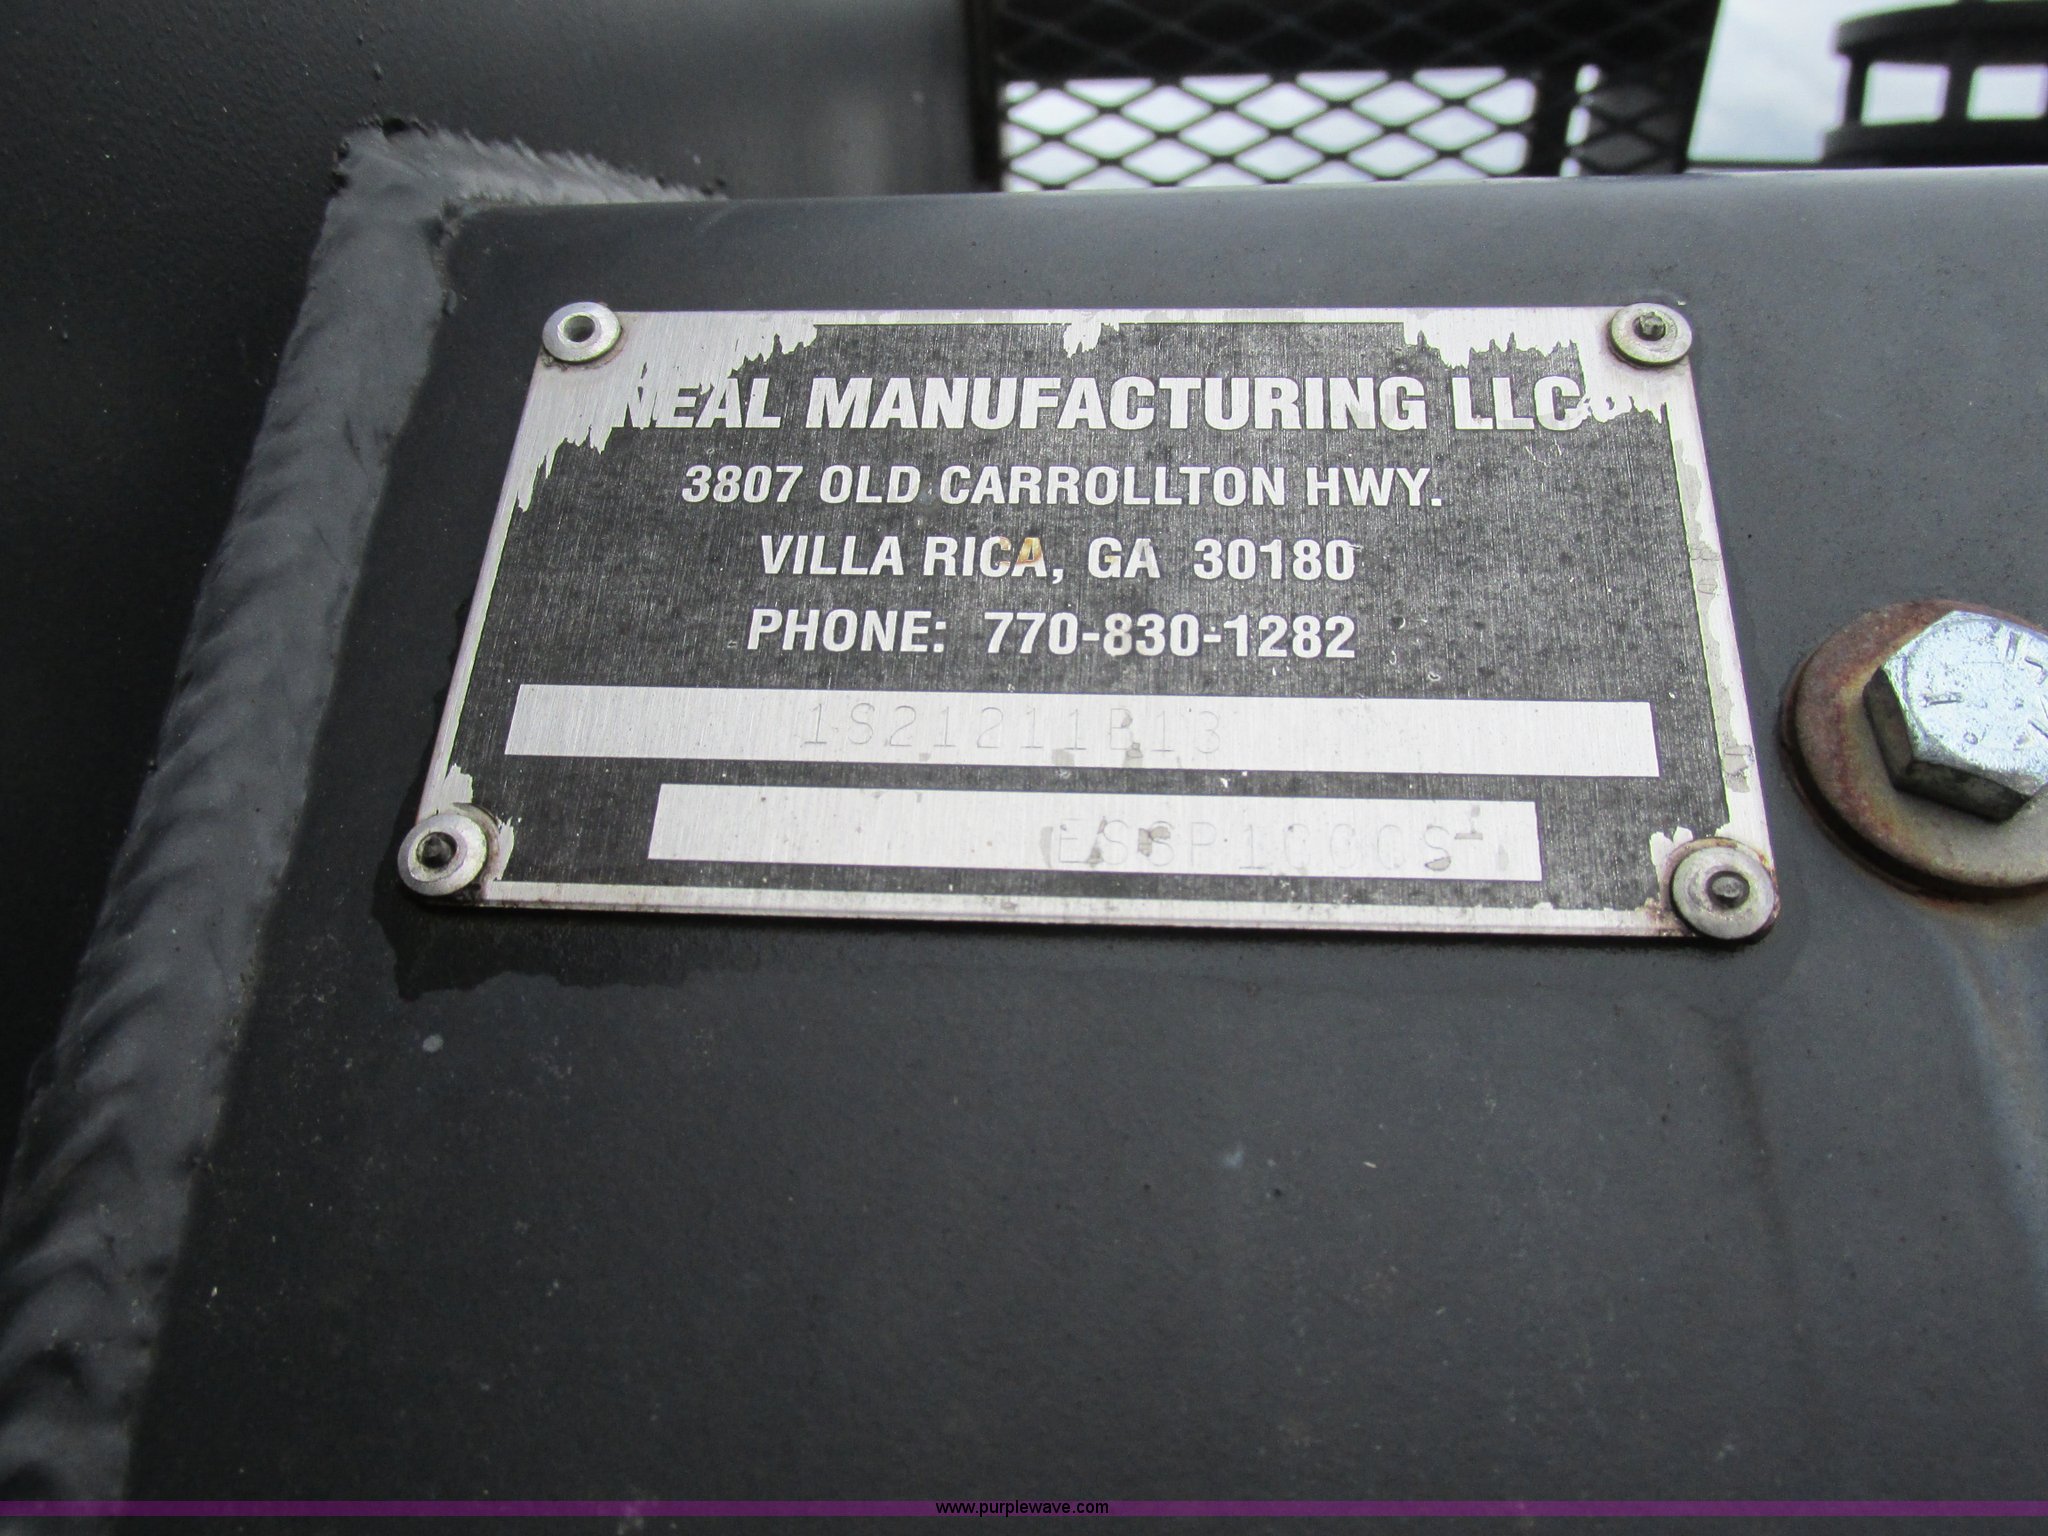 NEAL MANUFACTURING LLC
3807 OLD CARROLLTON HWY.
VILLA RICA, GA 30180
PHONE: 770-830-1282
1S21211B13
www.purplewave.com